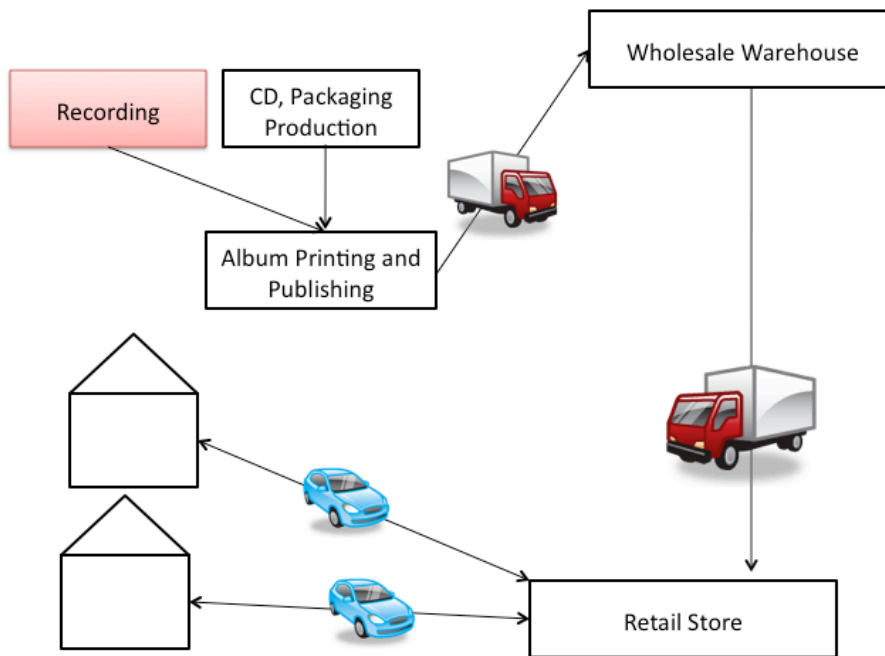 Wholesale Warehouse
Recording
CD, Packaging
Production
Album Printing and
Publishing
Retail Store